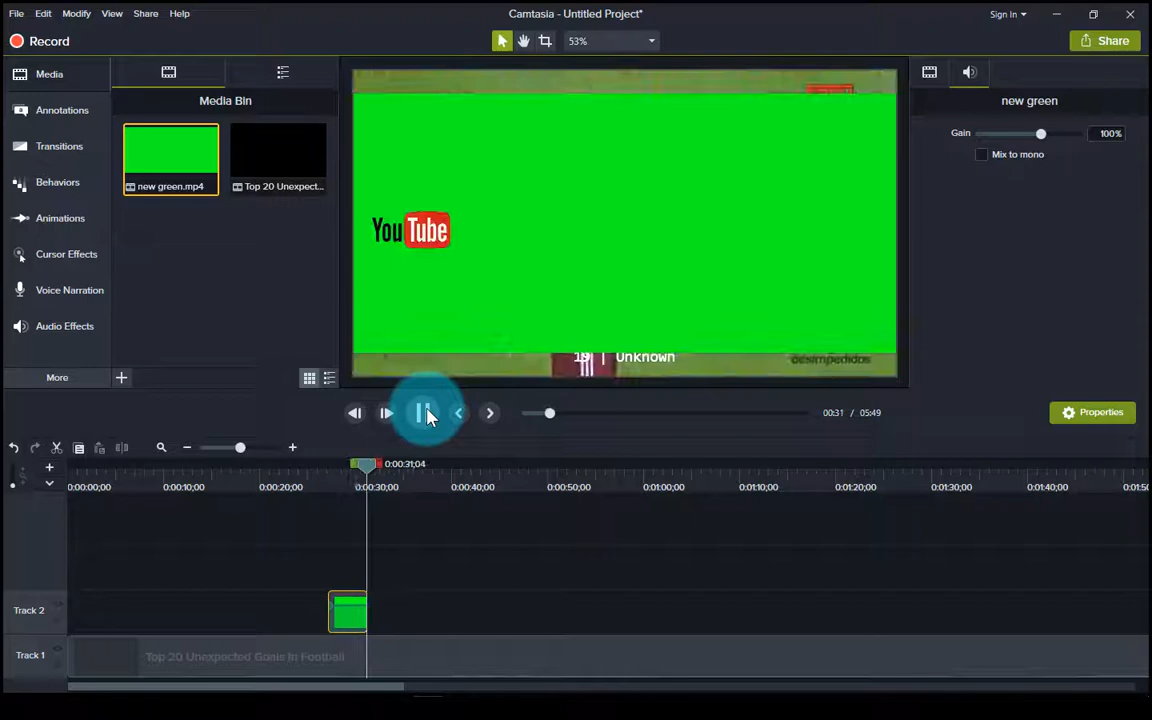 File Edit Modify View Share Help
Camtasia - Untitled Project*
Sign In
Record
53%
Share
Media
Annotations
Transitions
Behaviors
Animations
Cursor Effects
Voice Narration
Audio Effects
More
Media Bin
new green.mp4
Top 20 Unexpect...
YouTube
19 | Unknown
desimpedidos
new green
Gain
100%
Mix to mono
00:31 / 05:49
Properties
0:00:31;04
0:00:00;00
0:00:10;00
0:00:20;00
0:00:30;00
0:00:40;00
0:00:50;00
0:01:00;00
0:01:10;00
0:01:20;00
0:01:30;00
0:01:40;00
0:01:50
Track 2
Track 1
Top 20 Unexpected Goals In Football